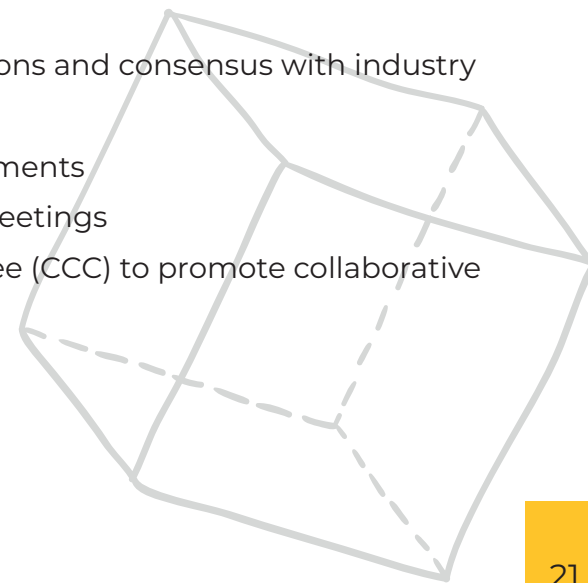 ons and consensus with industry
ments
eetings
ee (CCC) to promote collaborative
21